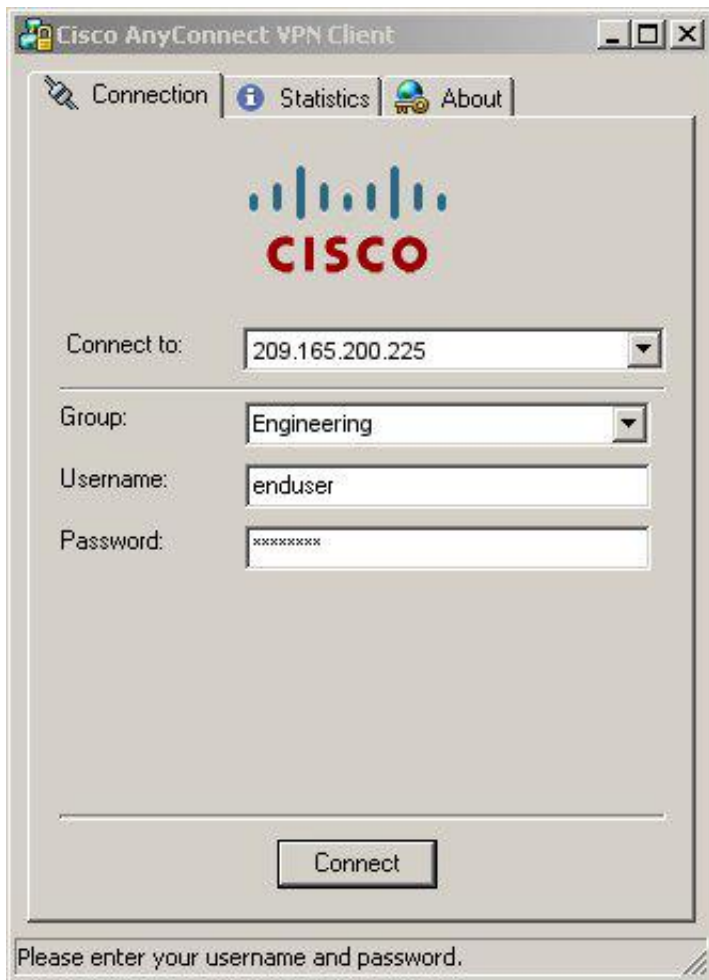 Cisco AnyConnect VPN Client
Connection Statistics About
CISCO
Connect to: 209.165.200.225
Group: Engineering
Username: enduser
Password: ********
Connect
Please enter your username and password.